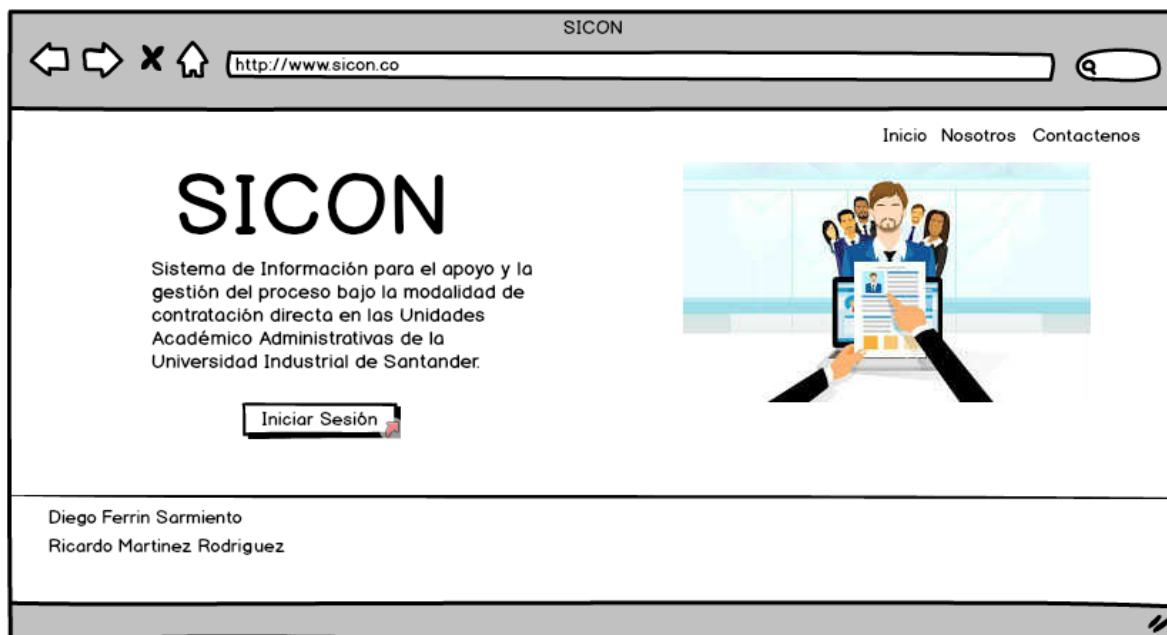 SICON
http://www.sicon.co
Inicio Nosotros Contactenos
SICON
Sistema de Información para el apoyo y la
gestión del proceso bajo la modalidad de
contratación directa en las Unidades
Académico Administrativas de la
Universidad Industrial de Santander.
Iniciar Sesión
Diego Ferrin Sarmiento
Ricardo Martinez Rodriguez